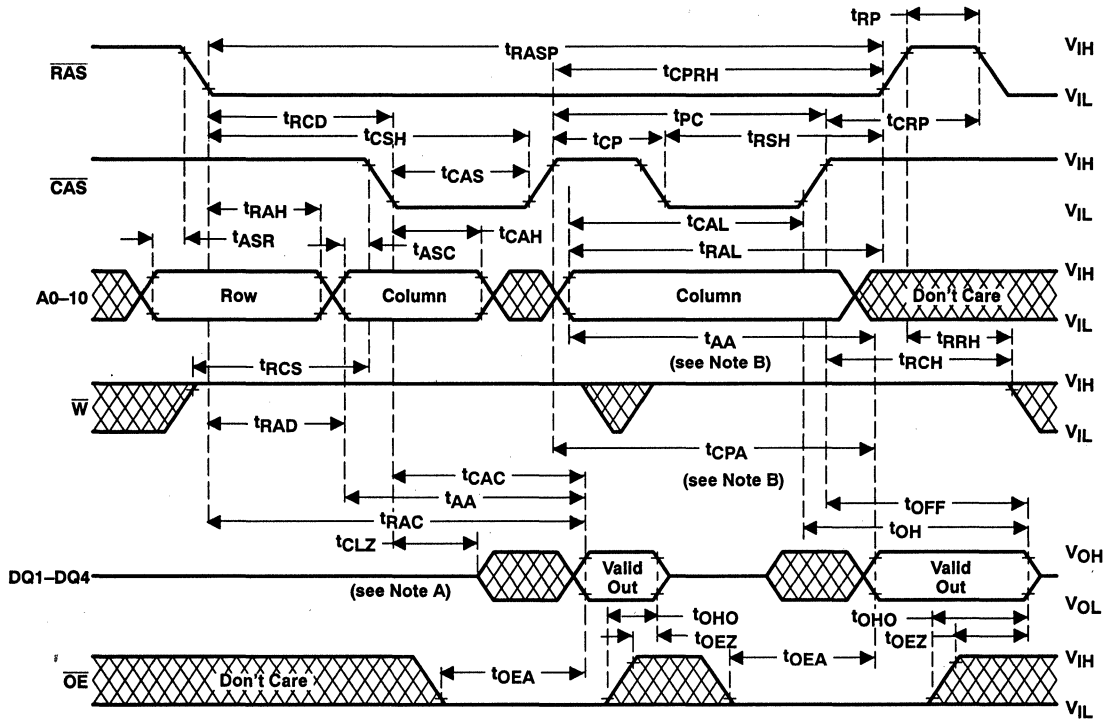 tRP
RAS
tRASP
tCPRH
VIH
VIL
tRCD
tPC
tCRP
tCSH
tCP
tRSH
CAS
tCAS
VIH
VIL
tRAH
tCAH
tCAL
tASR
tASC
tRAL
A0–10
Row
Column
Column
Don't Care
VIH
VIL
tAA
(see Note B)
tRRH
tRCH
tRCS
W
VIH
VIL
tRAD
tCPA
(see Note B)
tCAC
tAA
tRAC
tOFF
tOH
tCLZ
DQ1–DQ4
(see Note A)
Valid
Out
Valid
Out
VOH
VOL
tOHO
tOEZ
tOHO
tOEZ
OE
Don't Care
tOEA
tOEA
VIH
VIL